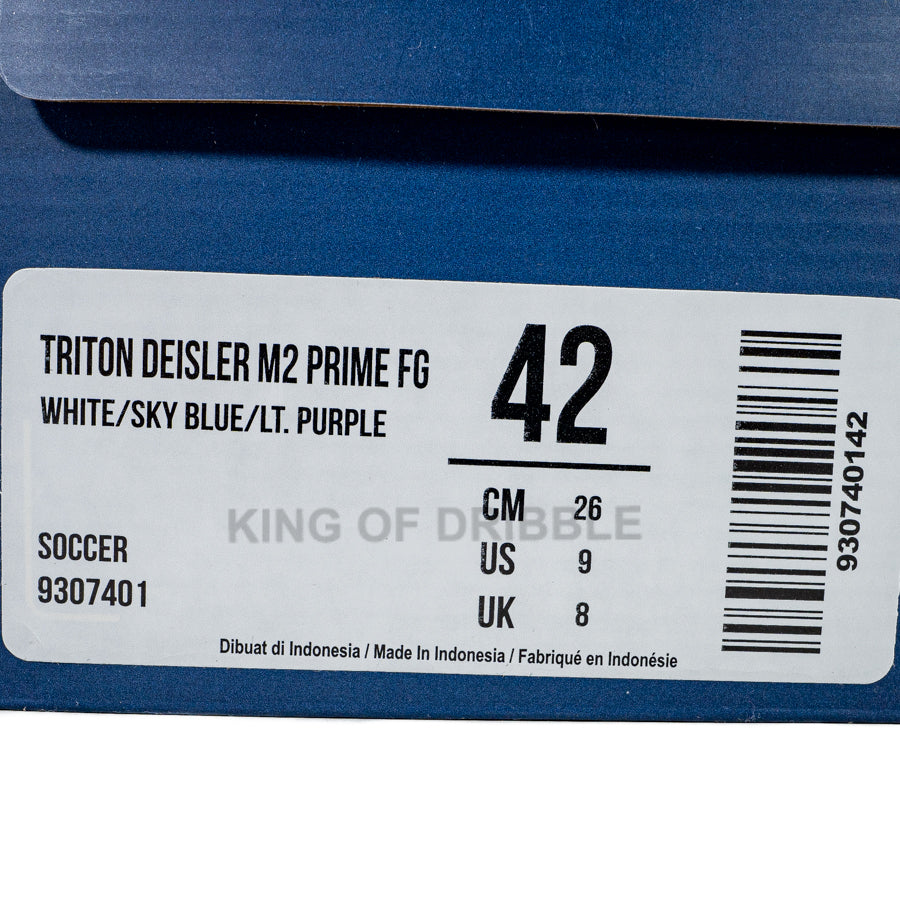 TRITON DEISLER M2 PRIME FG
WHITE/SKY BLUE/LT. PURPLE
SOCCER
9307401
42
CM 26
US 9
UK 8
KING OF DRIBBLE
Dibuat di Indonesia / Made In Indonesia / Fabriqué en Indonésie
930740142